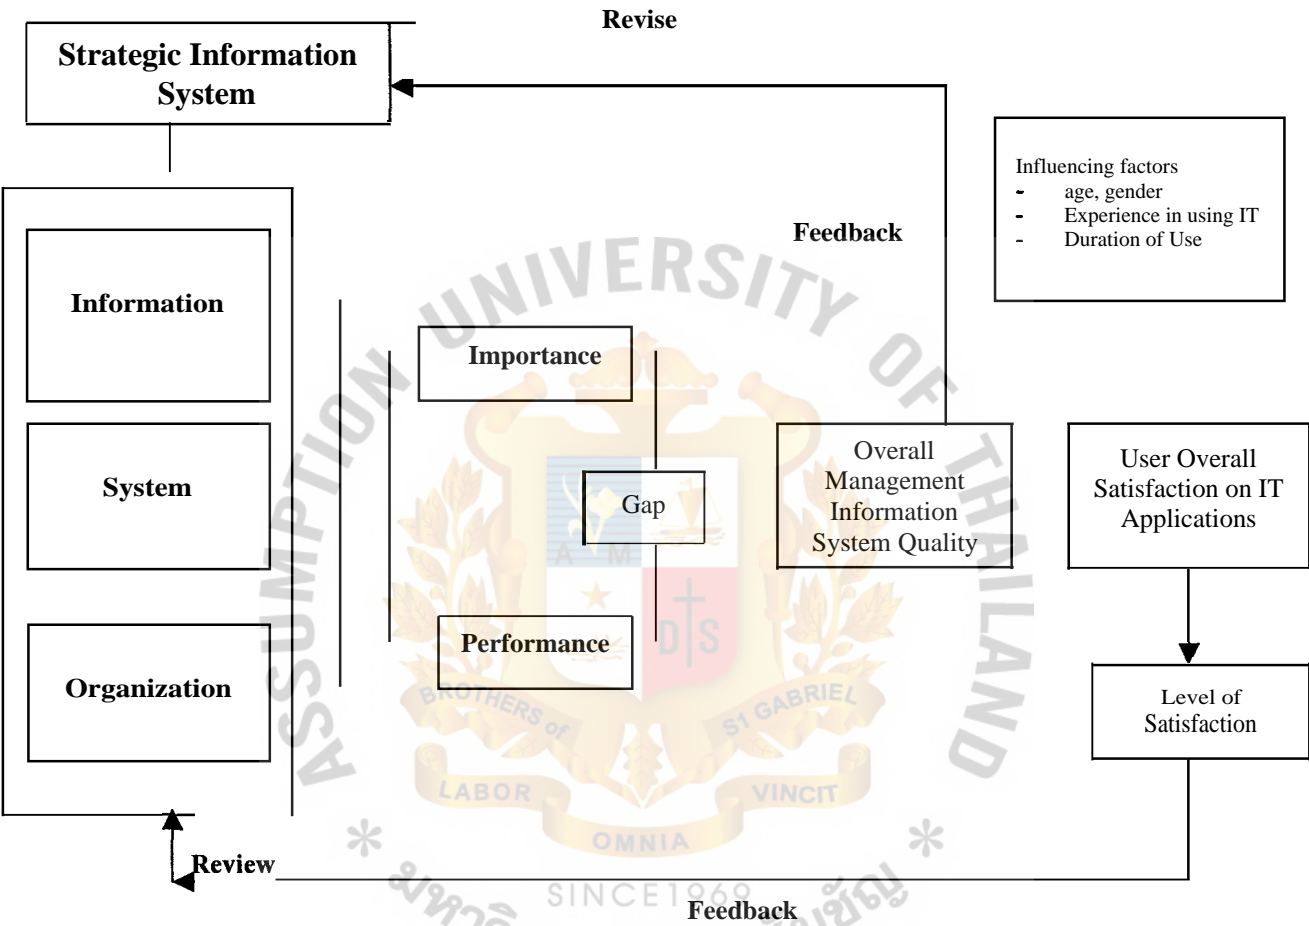 Revise
Strategic Information
System
Influencing factors
- age, gender
- Experience in using IT
- Duration of Use
Feedback
Information
Importance
System
Gap
Overall
Management
Information
System Quality
User Overall
Satisfaction on IT
Applications
Performance
Organization
Level of
Satisfaction
Review
Feedback
ASSUMPTION UNIVERSITY OF THAILAND
A M
D S
BROTHERS of
S1 GABRIEL
LABOR
VINCIT
OMNIA
SINCE1969